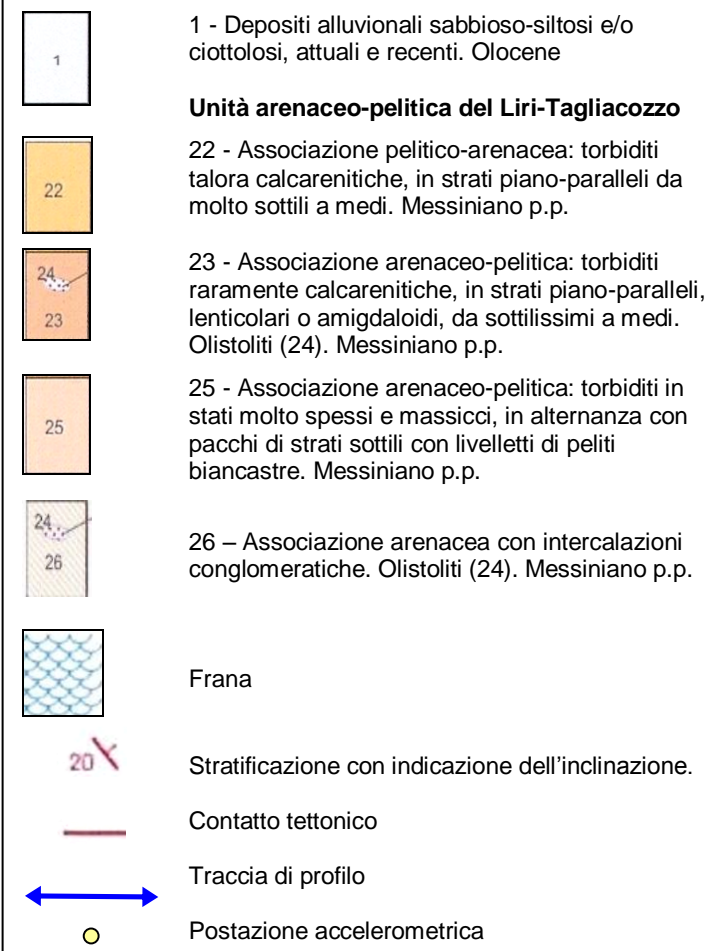 1
1 - Depositi alluvionali sabbioso-siltosi e/o
ciottolosi, attuali e recenti. Olocene
Unità arenaceo-pelitica del Liri-Tagliacozzo
22
22 - Associazione pelitico-arenacea: torbiditi
talora calcarenitiche, in strati piano-paralleli da
molto sottili a medi. Messiniano p.p.
24
23
23 - Associazione arenaceo-pelitica: torbiditi
raramente calcarenitiche, in strati piano-paralleli,
lenticolari o amigdaloidi, da sottilissimi a medi.
Olistoliti (24). Messiniano p.p.
25
25 - Associazione arenaceo-pelitica: torbiditi in
stati molto spessi e massicci, in alternanza con
pacchi di strati sottili con livelletti di peliti
biancastre. Messiniano p.p.
24
26
26 – Associazione arenacea con intercalazioni
conglomeratiche. Olistoliti (24). Messiniano p.p.
Frana
20
Stratificazione con indicazione dell'inclinazione.
Contatto tettonico
Traccia di profilo
Postazione accelerometrica